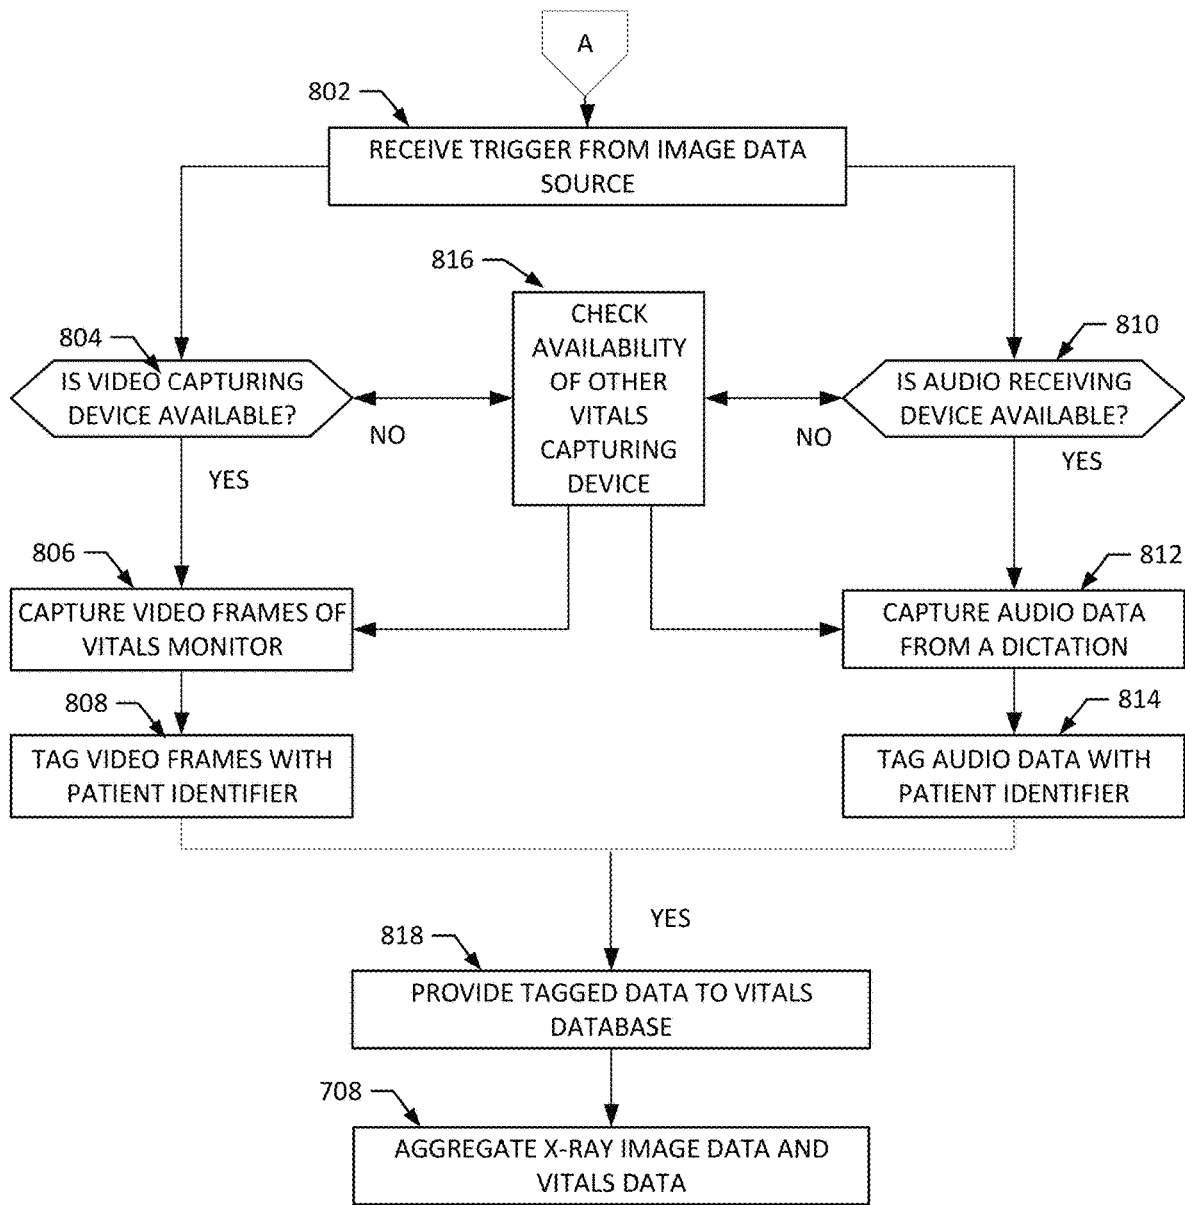 A
802
RECEIVE TRIGGER FROM IMAGE DATA
SOURCE
816
CHECK
AVAILABILITY
OF OTHER
VITALS
CAPTURING
DEVICE
804
IS VIDEO CAPTURING
DEVICE AVAILABLE?
NO
YES
810
IS AUDIO RECEIVING
DEVICE AVAILABLE?
NO
YES
806
CAPTURE VIDEO FRAMES OF
VITALS MONITOR
812
CAPTURE AUDIO DATA
FROM A DICTATION
808
TAG VIDEO FRAMES WITH
PATIENT IDENTIFIER
814
TAG AUDIO DATA WITH
PATIENT IDENTIFIER
YES
818
PROVIDE TAGGED DATA TO VITALS
DATABASE
708
AGGREGATE X-RAY IMAGE DATA AND
VITALS DATA